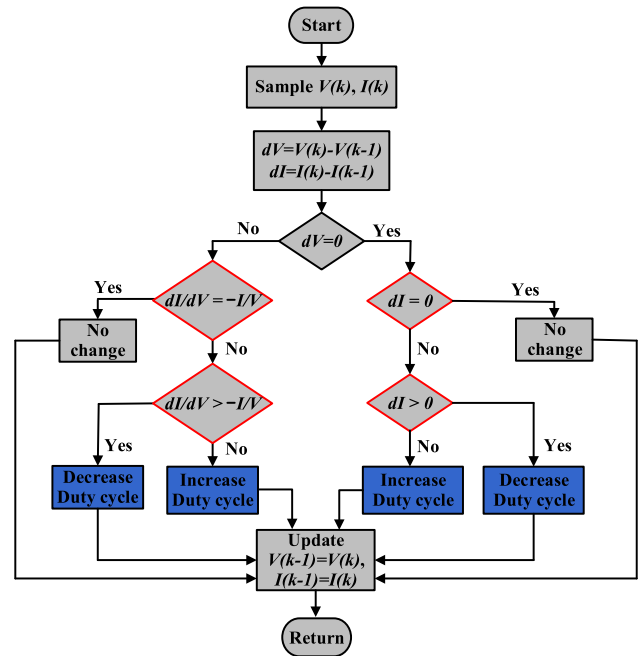 Start
Sample V(k), I(k)
dV=V(k)-V(k-1)
dI=I(k)-I(k-1)
No
dV=0
Yes
Yes
dI/dV = −I/V
dI = 0
Yes
No
change
No
No
No
change
dI/dV > −I/V
dI > 0
Yes
No
No
Yes
Decrease
Duty cycle
Increase
Duty cycle
Increase
Duty cycle
Decrease
Duty cycle
Update
V(k-1)=V(k),
I(k-1)=I(k)
Return